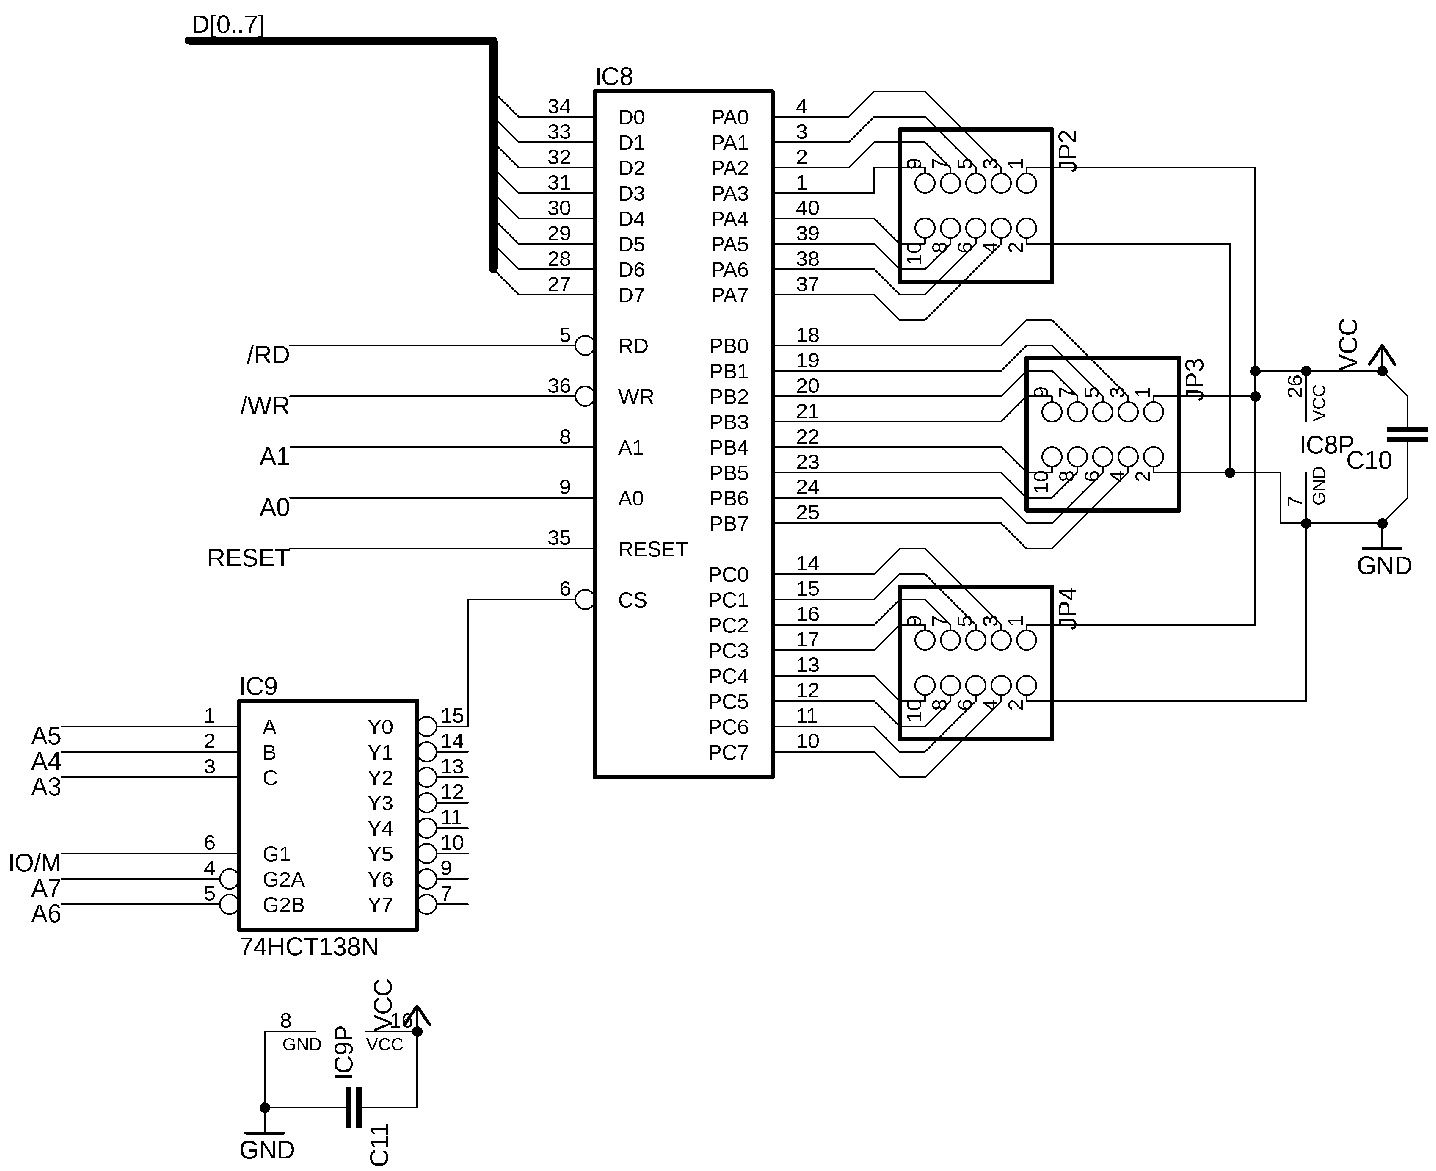 D[0..7]
IC8
34 D0 PA0 4
33 D1 PA1 3
32 D2 PA2 2
31 D3 PA3 1
30 D4 PA4 40
29 D5 PA5 39
28 D6 PA6 38
27 D7 PA7 37
9 7 5 3 1
10 8 6 4 2
JP2
/RD 5 RD PB0 18
PB1 19
/WR 36 WR PB2 20
PB3 21
A1 8 A1 PB4 22
PB5 23
A0 9 A0 PB6 24
PB7 25
9 7 5 3 1
10 8 6 4 2
JP3
VCC
26 VCC
IC8P
C10
7 GND
GND
RESET 35 RESET
PC0 14
6 CS PC1 15
PC2 16
PC3 17
PC4 13
PC5 12
PC6 11
PC7 10
9 7 5 3 1
10 8 6 4 2
JP4
IC9
A5 1 A Y0 15
A4 2 B Y1 14
A3 3 C Y2 13
Y3 12
Y4 11
IO/M 6 G1 Y5 10
A7 4 G2A Y6 9
A6 5 G2B Y7 7
74HCT138N
VCC
8 16
GND IC9P VCC
GND
C11